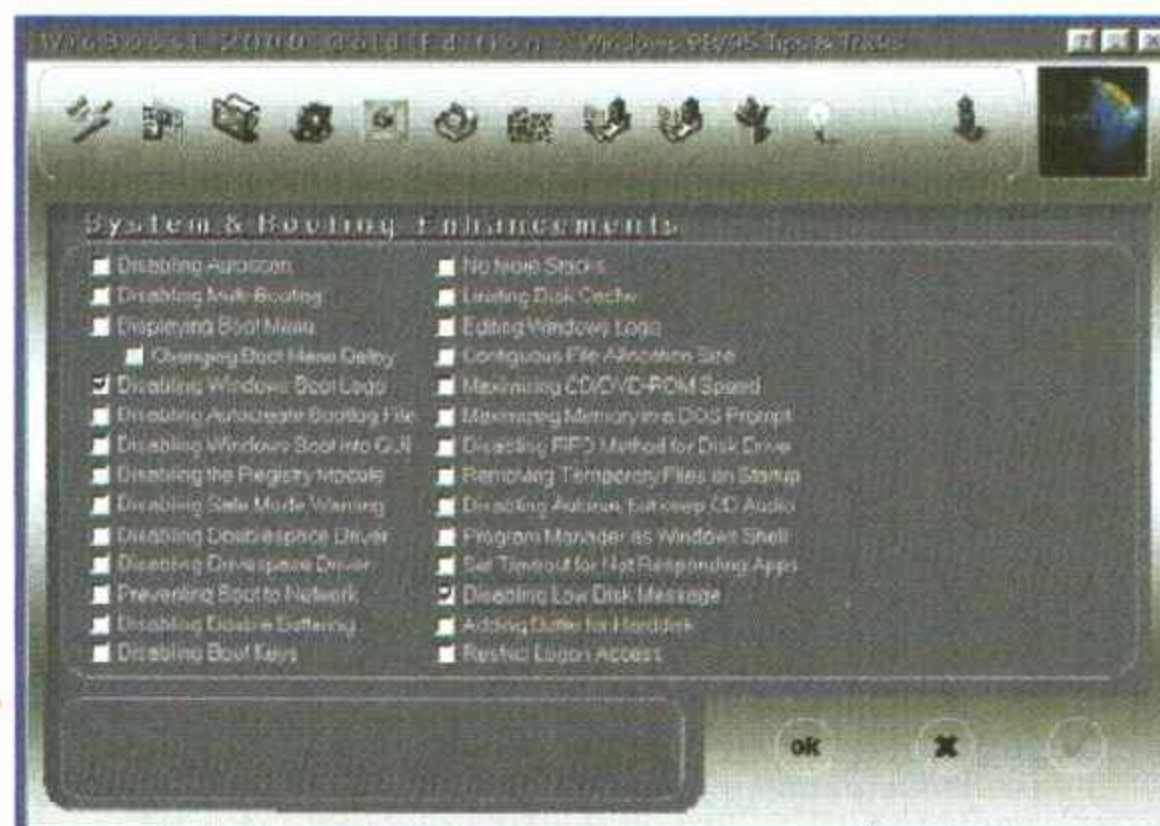 WinBoost 2000 Gold Edition - Windows 98/95 Tips & Tricks
System & Booting Enhancements
Disabling Autoscan
Disabling Multi-Booting
Displaying Boot Menu
Changing Boot Menu Delay
Disabling Windows Boot Logo
Disabling Autocreate Bootlog File
Disabling Windows Boot into GUI
Disabling the Registry Module
Disabling Safe Mode Warning
Disabling Doublespace Driver
Disabling Drivespace Driver
Preventing Boot to Network
Disabling Double Buffering
Disabling Boot Keys
No More Stacks
Limiting Disk Cache
Editing Windows Logo
Contiguous File Allocation Size
Maximizing CD/DVD-ROM Speed
Maximizing Memory in a DOS Prompt
Disabling FIFO Method for Disk Drive
Removing Temporary Files on Startup
Disabling Autorun, but keep CD Audio
Program Manager as Windows Shell
Set Timeout for Not Responding Apps
Disabling Low Disk Message
Adding Buffer for Harddisk
Restrict Logon Access
ok